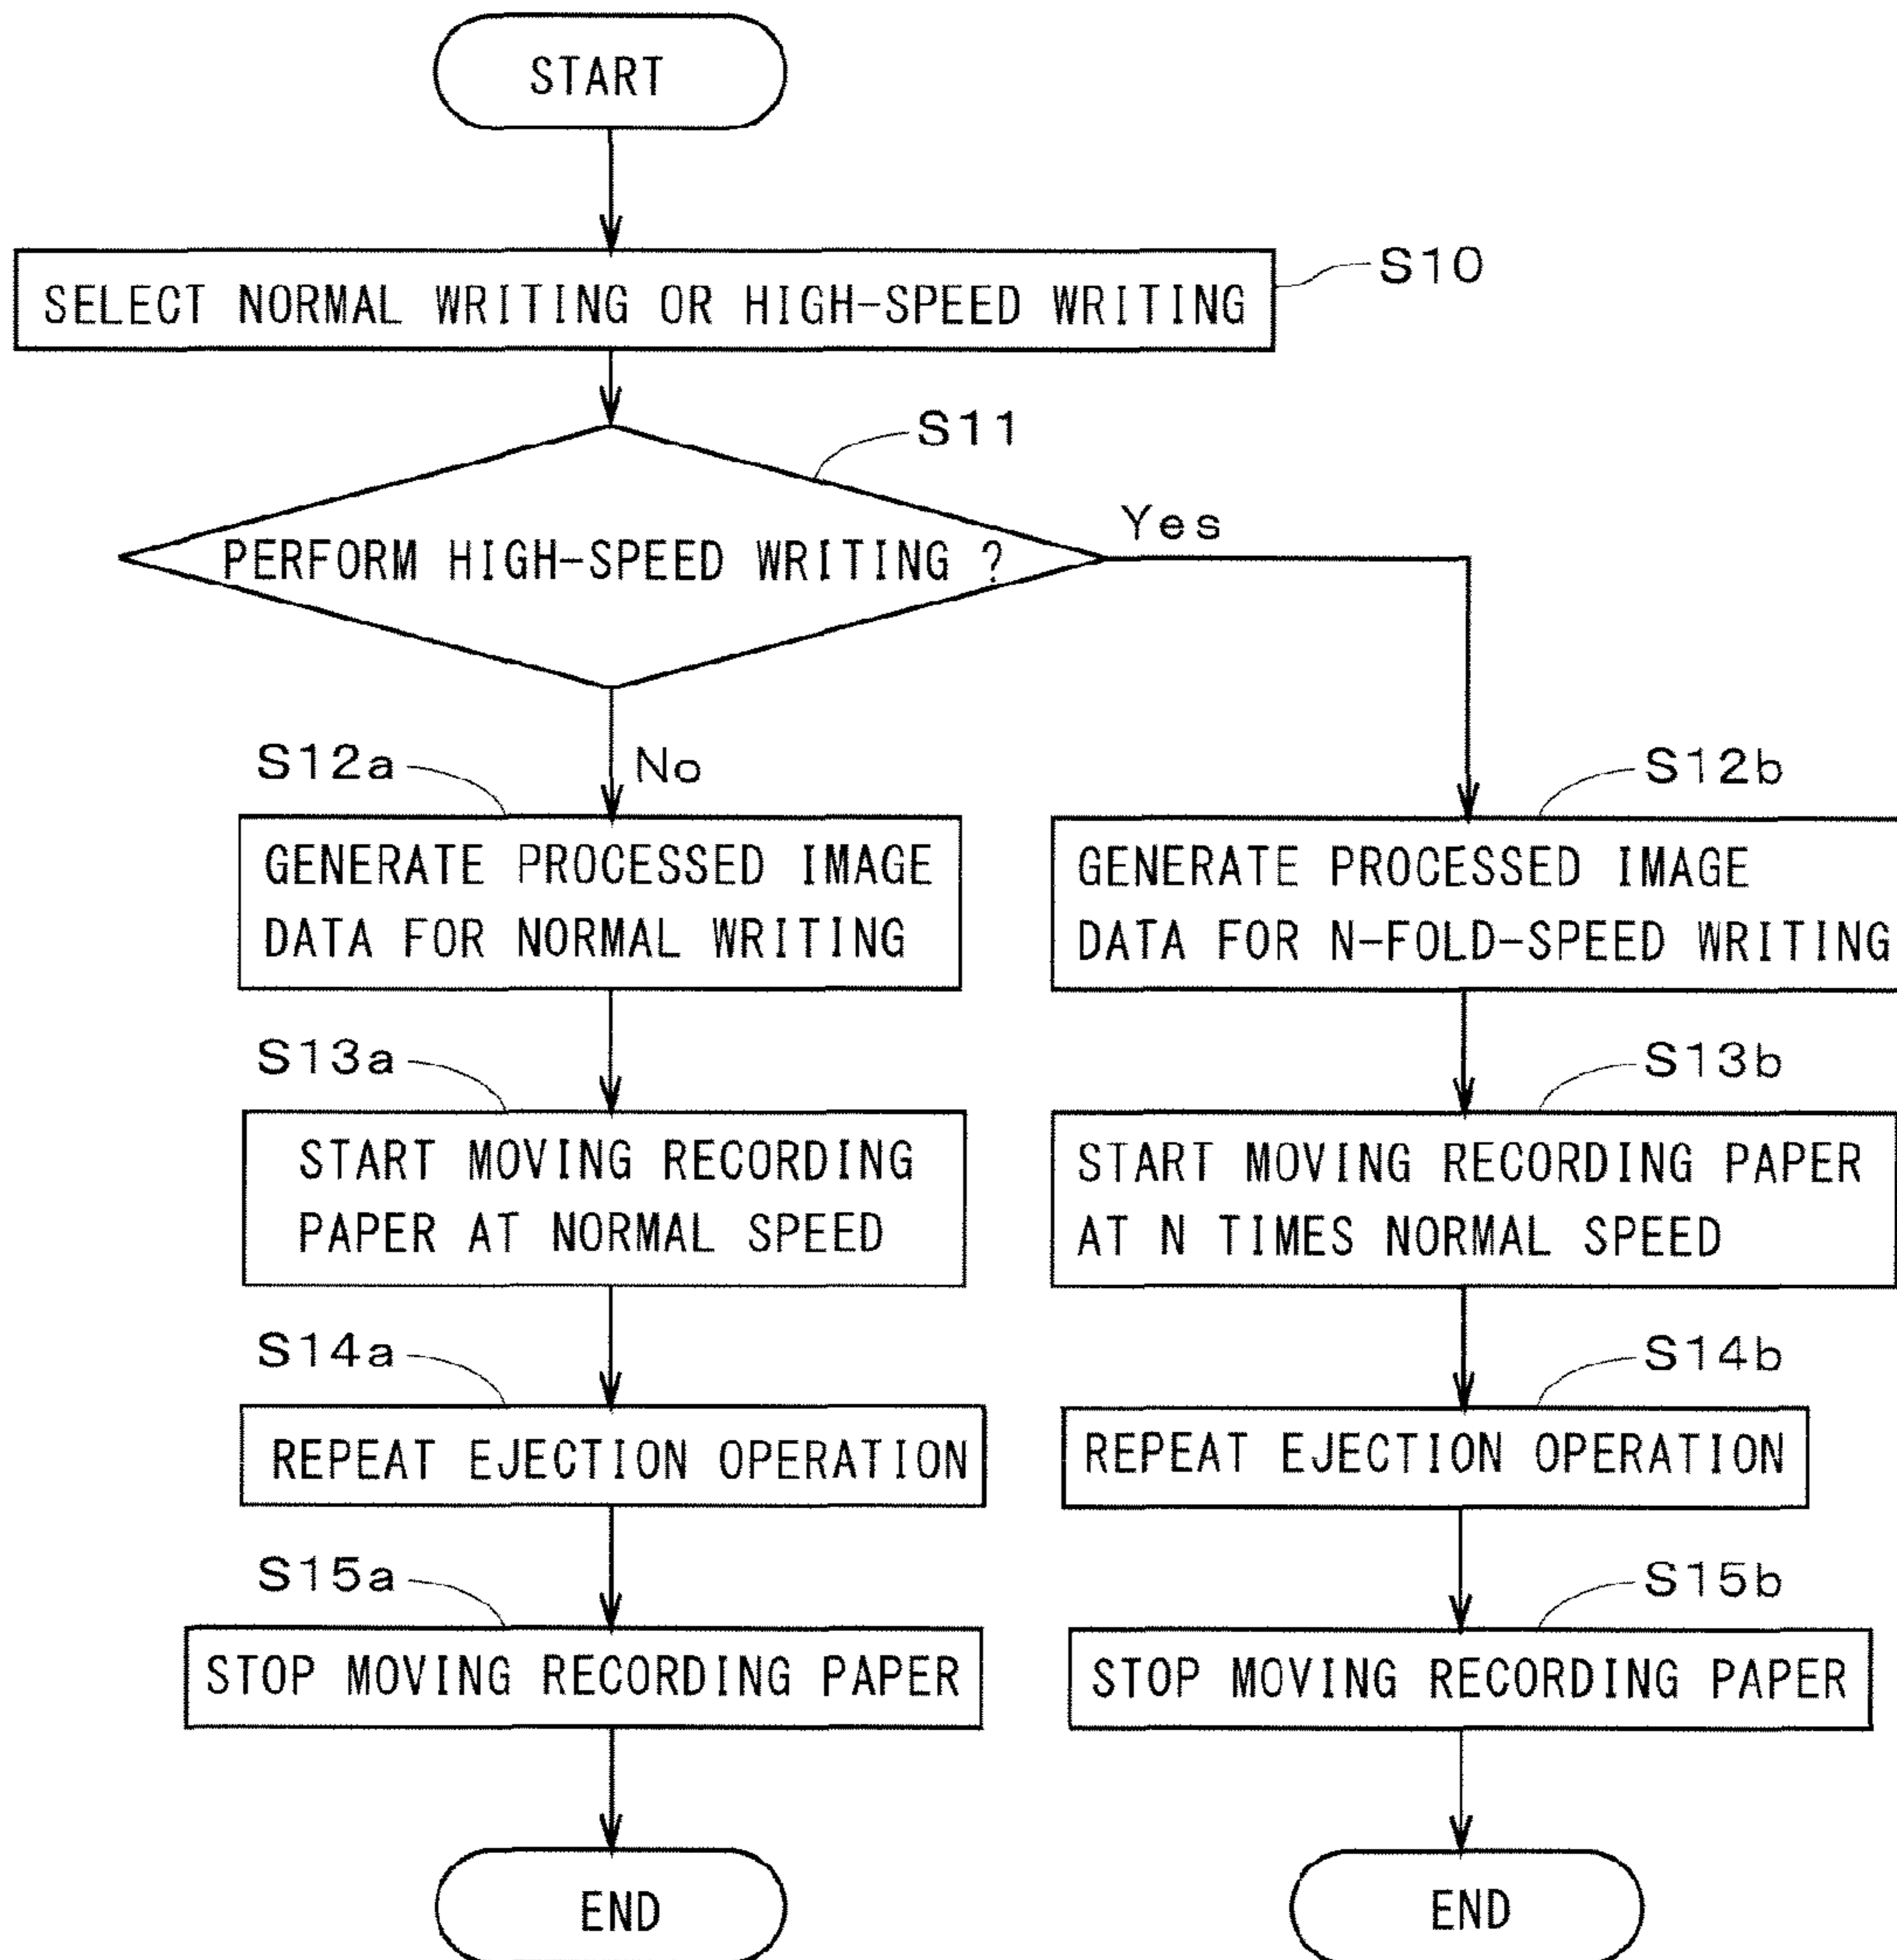 START
S10
SELECT NORMAL WRITING OR HIGH-SPEED WRITING
S11
PERFORM HIGH-SPEED WRITING ?
Yes
No
S12a
GENERATE PROCESSED IMAGE
DATA FOR NORMAL WRITING
S12b
GENERATE PROCESSED IMAGE
DATA FOR N-FOLD-SPEED WRITING
S13a
START MOVING RECORDING
PAPER AT NORMAL SPEED
S13b
START MOVING RECORDING PAPER
AT N TIMES NORMAL SPEED
S14a
REPEAT EJECTION OPERATION
S14b
REPEAT EJECTION OPERATION
S15a
STOP MOVING RECORDING PAPER
S15b
STOP MOVING RECORDING PAPER
END
END